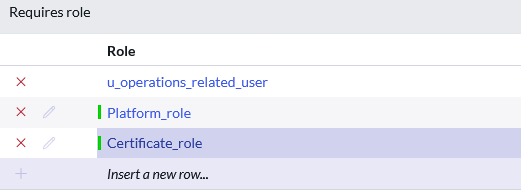 Requires role
Role
u_operations_related_user
Platform_role
Certificate_role
Insert a new row...